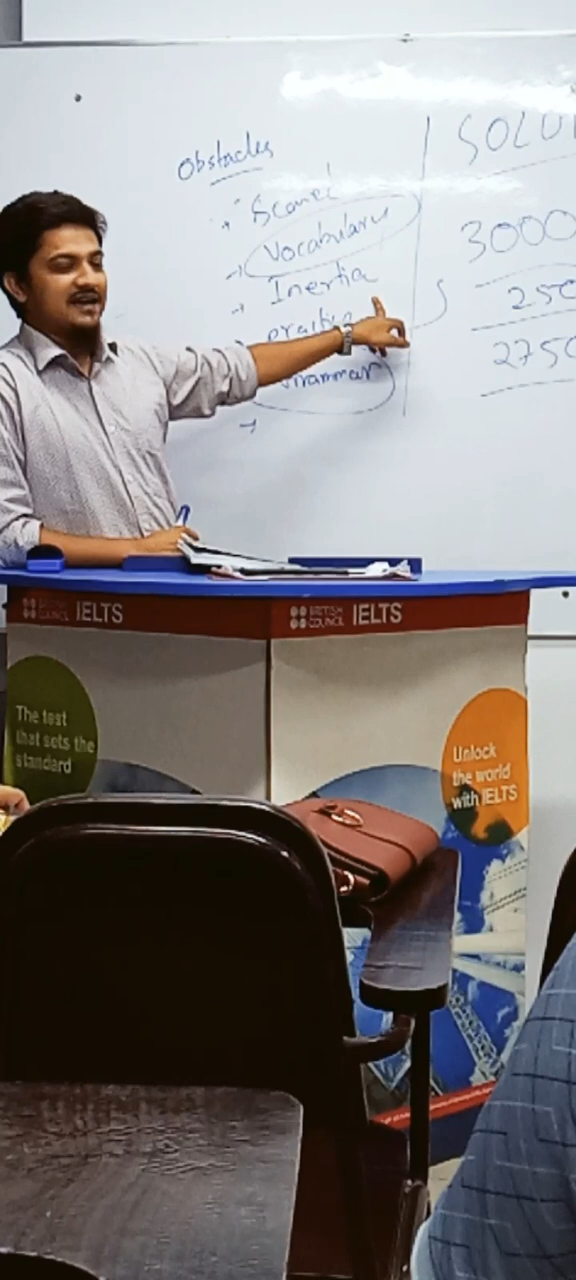 Obstacles
Vocabulary
Inertia
Practice
Grammar
SOLU
3000
250
2750
BRITISH COUNCIL IELTS
BRITISH COUNCIL IELTS
The test
that sets the
standard
Unlock
the world
with IELTS